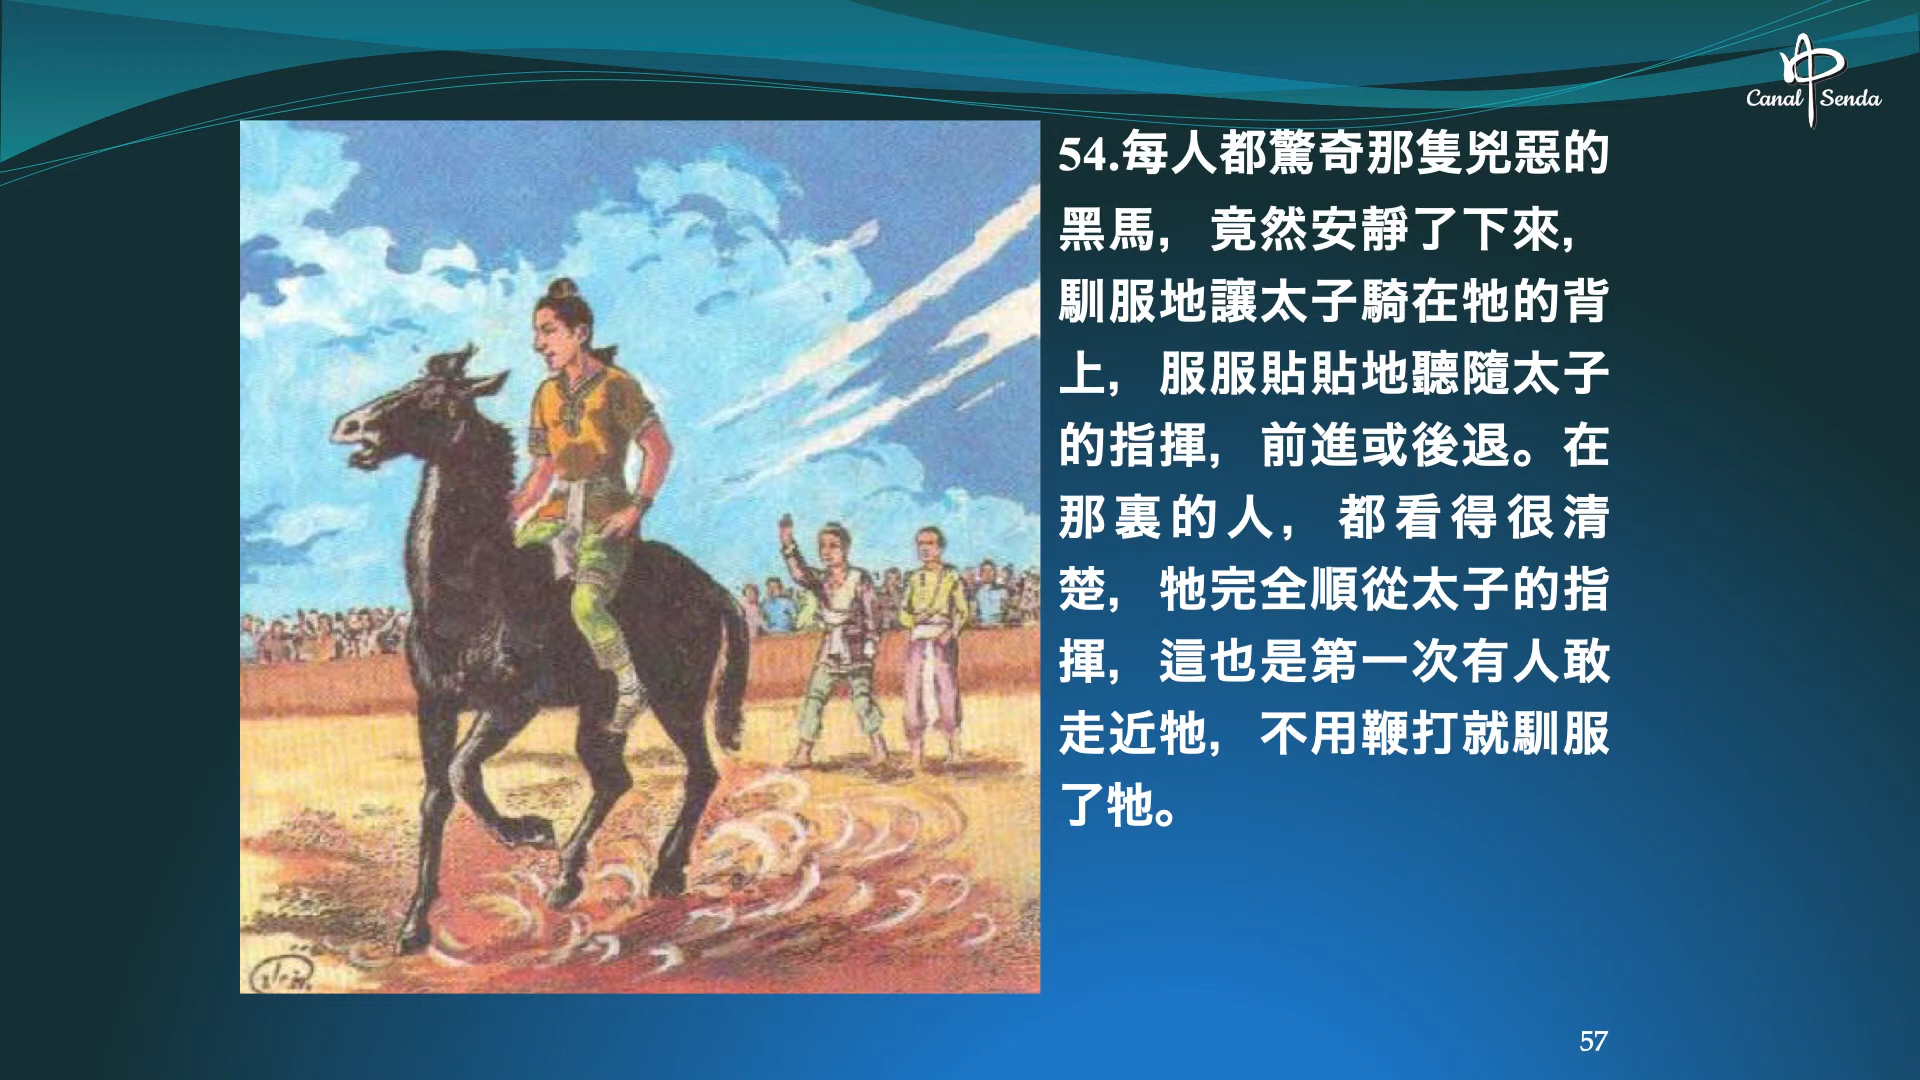 Canal Senda
54.每人都驚奇那隻兇惡的
黑馬，竟然安靜了下來，
馴服地讓太子騎在牠的背
上，服服貼貼地聽隨太子
的指揮，前進或後退。在
那裏的人，都看得很清
楚，牠完全順從太子的指
揮，這也是第一次有人敢
走近牠，不用鞭打就馴服
了牠。
57